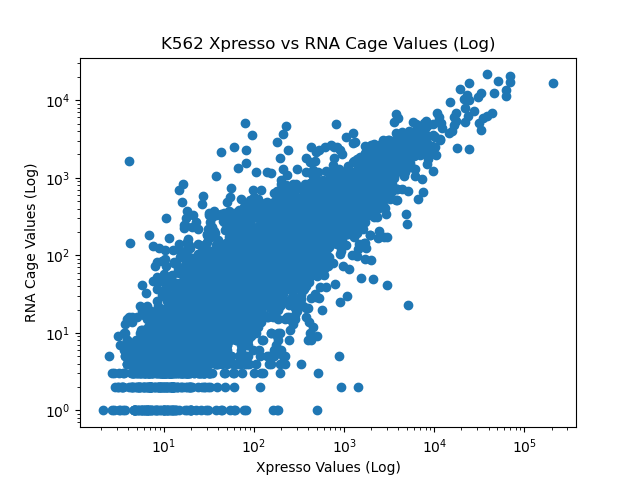 K562 Xpresso vs RNA Cage Values (Log)
RNA Cage Values (Log)
10⁴
10³
10²
10¹
10⁰
10¹ 10² 10³ 10⁴ 10⁵
Xpresso Values (Log)